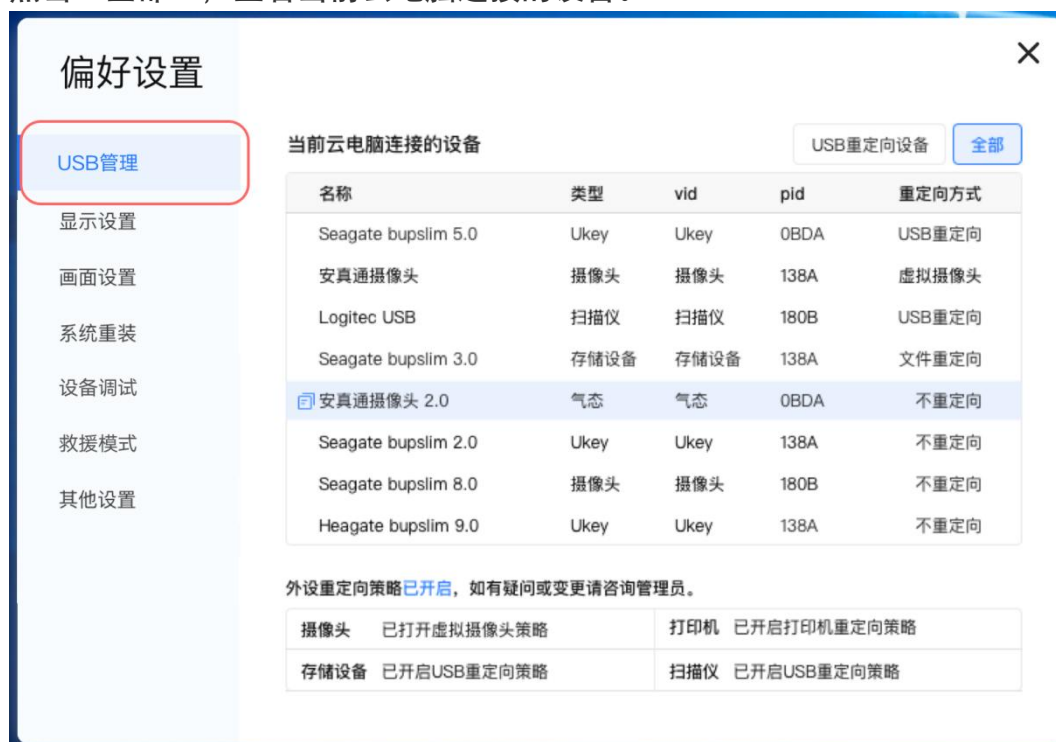 偏好设置
USB管理
显示设置
画面设置
系统重装
设备调试
救援模式
其他设置
当前云电脑连接的设备 USB重定向设备 全部
名称 类型 vid pid 重定向方式
Seagate bupslim 5.0 Ukey Ukey 0BDA USB重定向
安真通摄像头 摄像头 摄像头 138A 虚拟摄像头
Logitec USB 扫描仪 扫描仪 180B USB重定向
Seagate bupslim 3.0 存储设备 存储设备 138A 文件重定向
安真通摄像头 2.0 气态 气态 0BDA 不重定向
Seagate bupslim 2.0 Ukey Ukey 138A 不重定向
Seagate bupslim 8.0 摄像头 摄像头 180B 不重定向
Heagate bupslim 9.0 Ukey Ukey 138A 不重定向
外设重定向策略已开启，如有疑问或变更请咨询管理员。
摄像头 已打开虚拟摄像头策略 打印机 已开启打印机重定向策略
存储设备 已开启USB重定向策略 扫描仪 已开启USB重定向策略